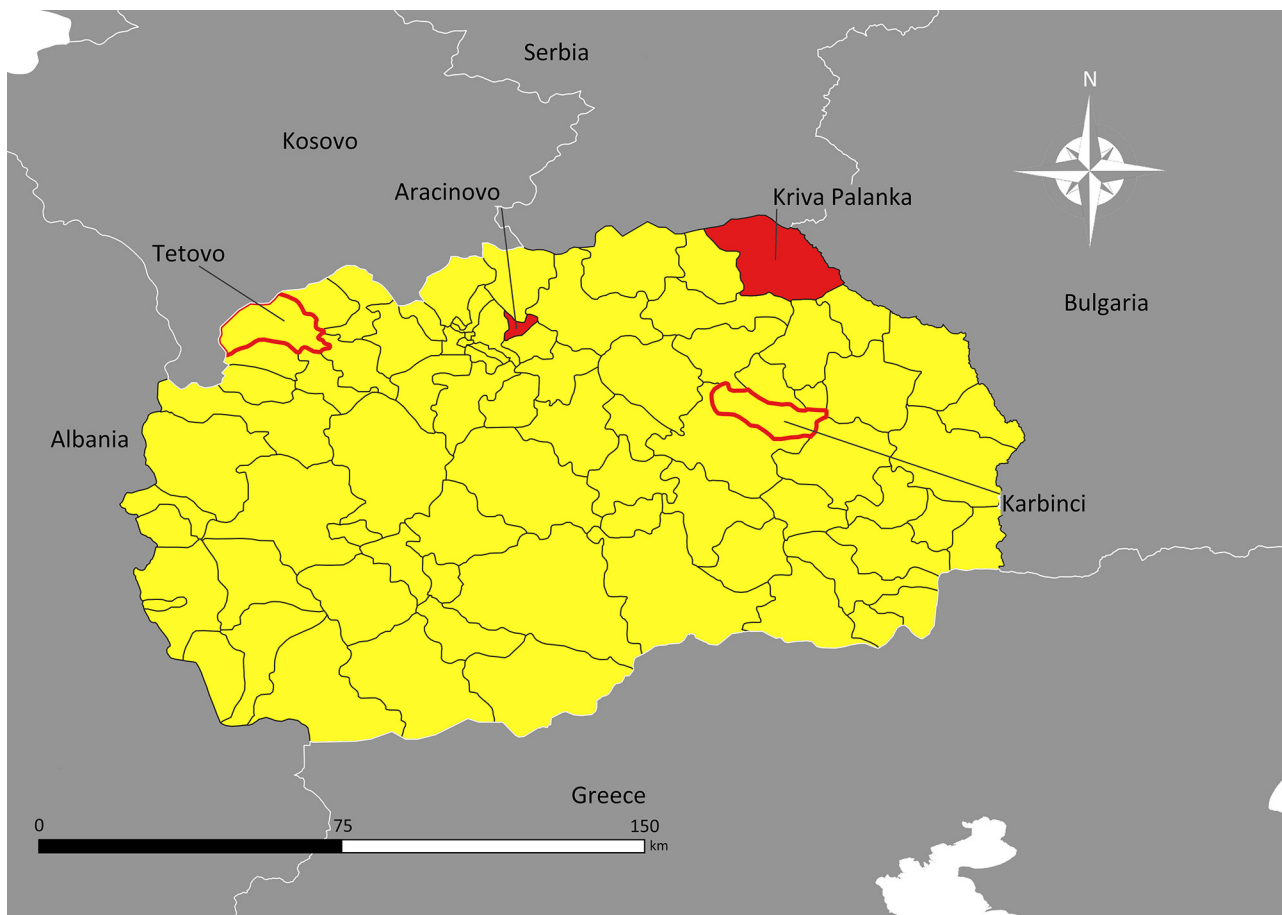 Serbia
N
Kosovo
Aracinovo
Kriva Palanka
Tetovo
Bulgaria
Albania
Karbinci
Greece
0 75 150
km